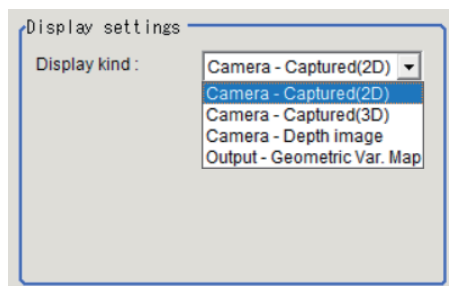 Display settings
Display kind : Camera - Captured(2D)
Camera - Captured(2D)
Camera - Captured(3D)
Camera - Depth image
Output - Geometric Var. Map